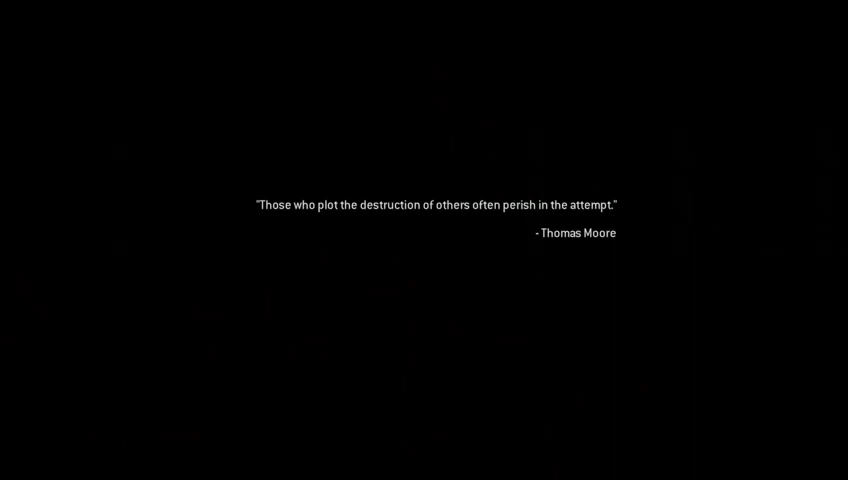 "Those who plot the destruction of others often perish in the attempt."
- Thomas Moore